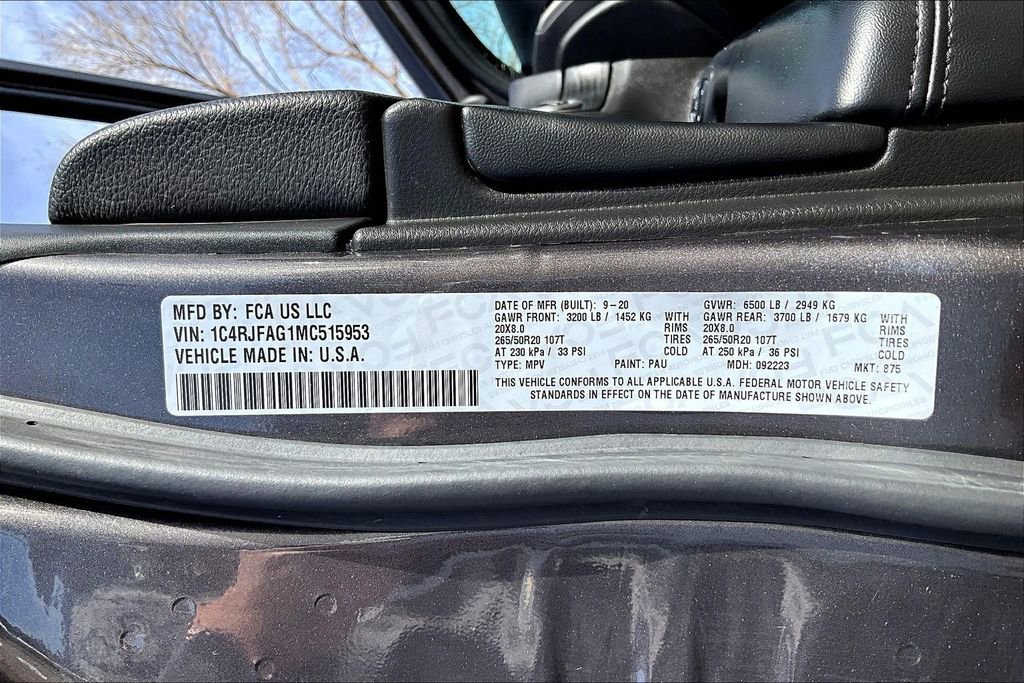 MFD BY: FCA US LLC
VIN: 1C4RJFAG1MC515953
VEHICLE MADE IN: U.S.A.
DATE OF MFR (BUILT): 9-20
GAWR FRONT: 3200 LB / 1452 KG WITH
20X8.0 RIMS
265/50R20 107T TIRES
AT 230 kPa / 33 PSI COLD
TYPE: MPV PAINT: PAU MDH: 092223 MKT: 875
GVWR: 6500 LB / 2949 KG
GAWR REAR: 3700 LB / 1679 KG WITH
20X8.0 RIMS
265/50R20 107T TIRES
AT 250 kPa / 36 PSI COLD
THIS VEHICLE CONFORMS TO ALL APPLICABLE U.S.A. FEDERAL MOTOR VEHICLE SAFETY
STANDARDS IN EFFECT ON THE DATE OF MANUFACTURE SHOWN ABOVE.